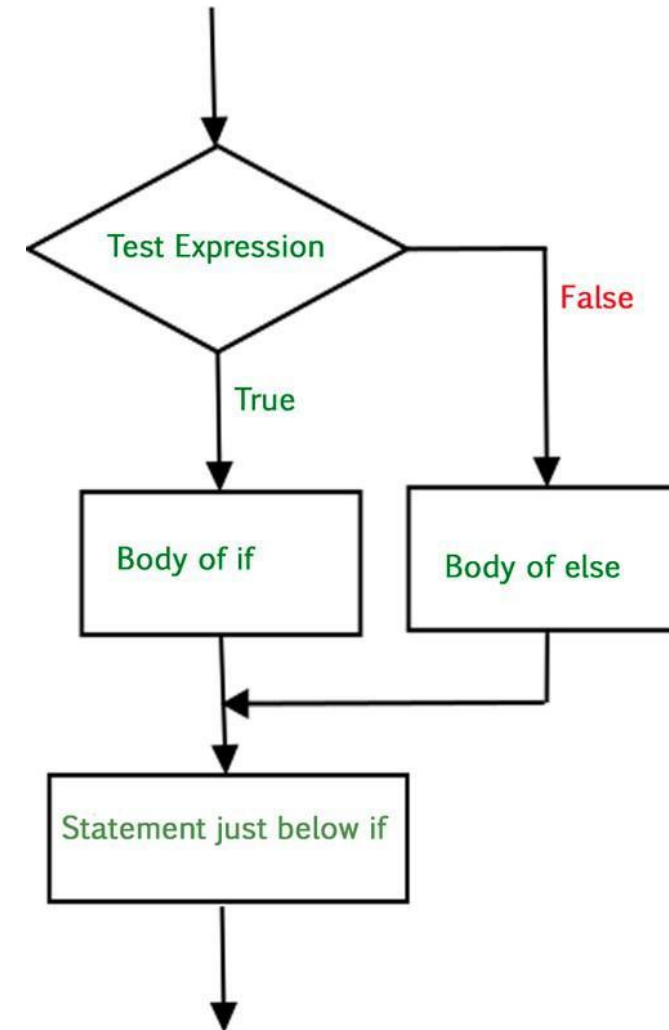 Test Expression
False
True
Body of if
Body of else
Statement just below if